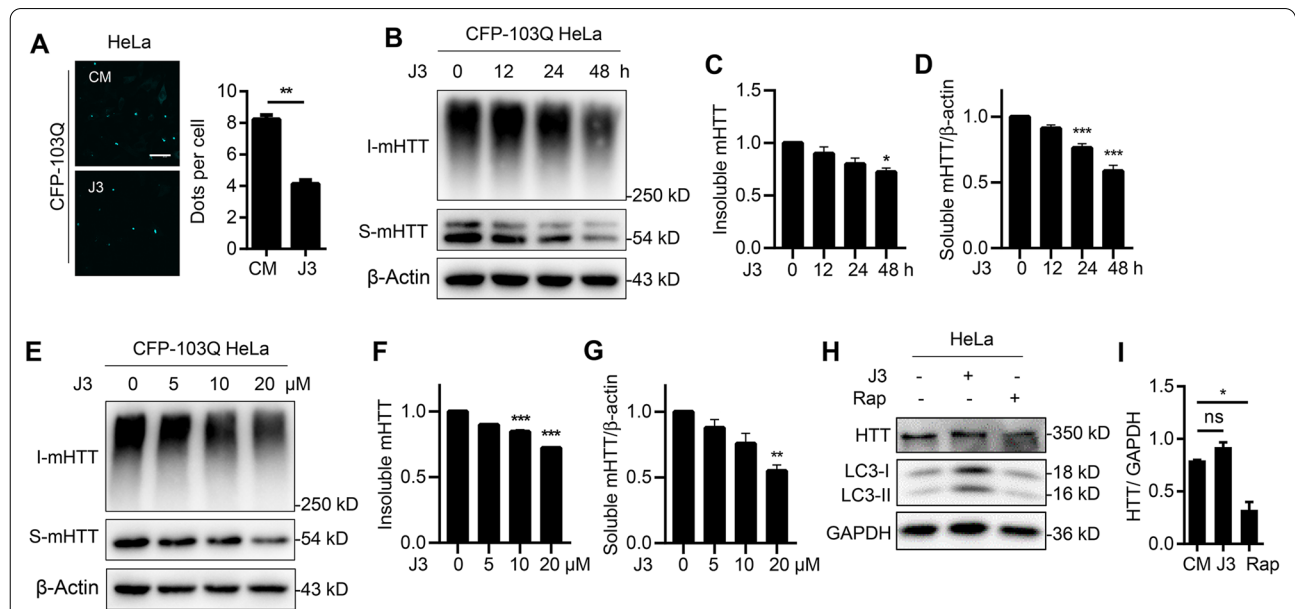 A
HeLa
CFP-103Q
CM
J3
Dots per cell
10
8
6
4
2
0
**
CM J3
B
CFP-103Q HeLa
J3 0 12 24 48 h
I-mHTT
-250 kD
S-mHTT
-54 kD
β-Actin
-43 kD
C
Insoluble mHTT
1.5
1.0
0.5
0.0
*
J3 0 12 24 48 h
D
Soluble mHTT/β-actin
1.0
0.5
0.0
***
***
J3 0 12 24 48 h
E
CFP-103Q HeLa
J3 0 5 10 20 μM
I-mHTT
-250 kD
S-mHTT
-54 kD
β-Actin
-43 kD
F
Insoluble mHTT
1.0
0.5
0.0
***
***
J3 0 5 10 20 μM
G
Soluble mHTT/β-actin
1.0
0.5
0.0
**
J3 0 5 10 20 μM
H
HeLa
J3 - + -
Rap - - +
HTT
-350 kD
LC3-I
-18 kD
LC3-II
-16 kD
GAPDH
-36 kD
I
HTT/ GAPDH
1.5
1.0
0.5
0.0
*
ns
CM J3 Rap